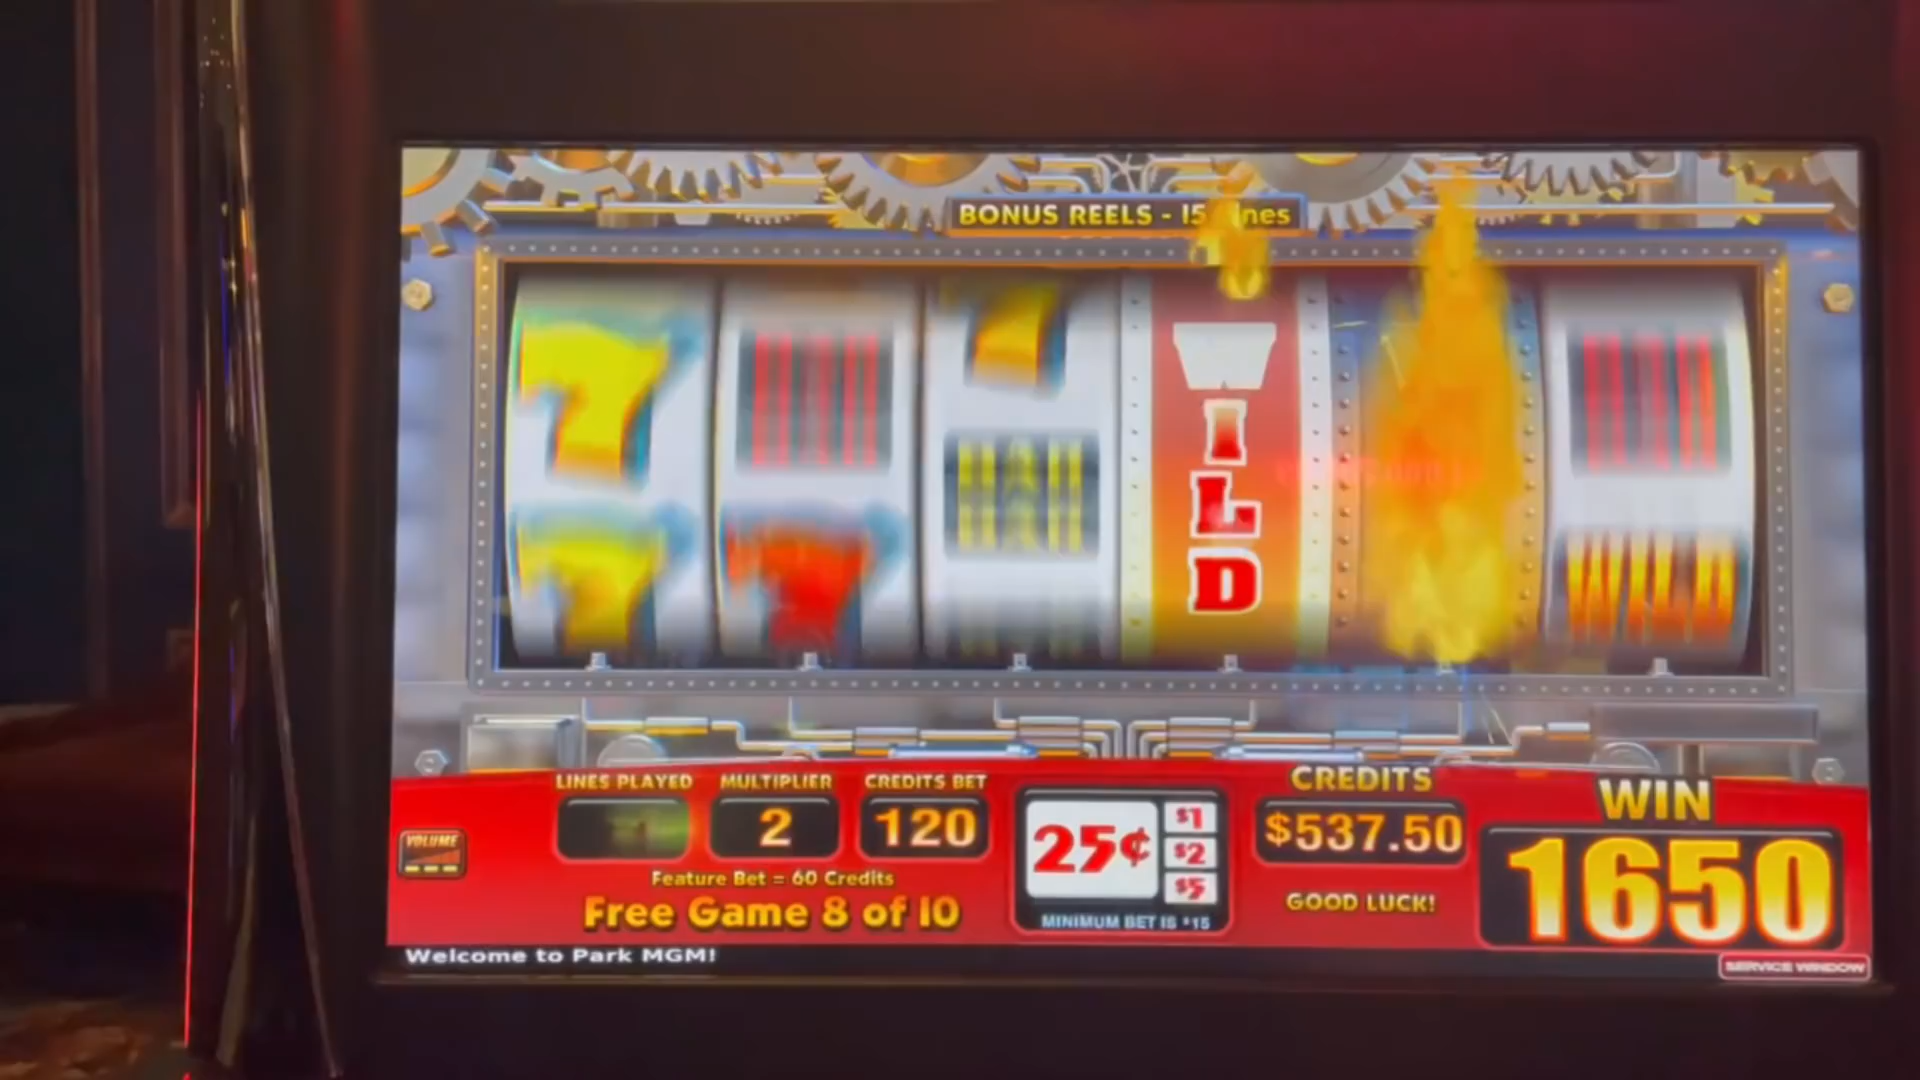 BONUS REELS - 15 nes
WILD
WILD
LINES PLAYED
MULTIPLIER
CREDITS BET
2
120
Feature Bet = 60 Credits
Free Game 8 of 10
VOLUME
25¢
$1
$2
$5
MINIMUM BET IS $15
CREDITS
$537.50
GOOD LUCK!
WIN
1650
Welcome to Park MGM!
SERVICE WINDOW